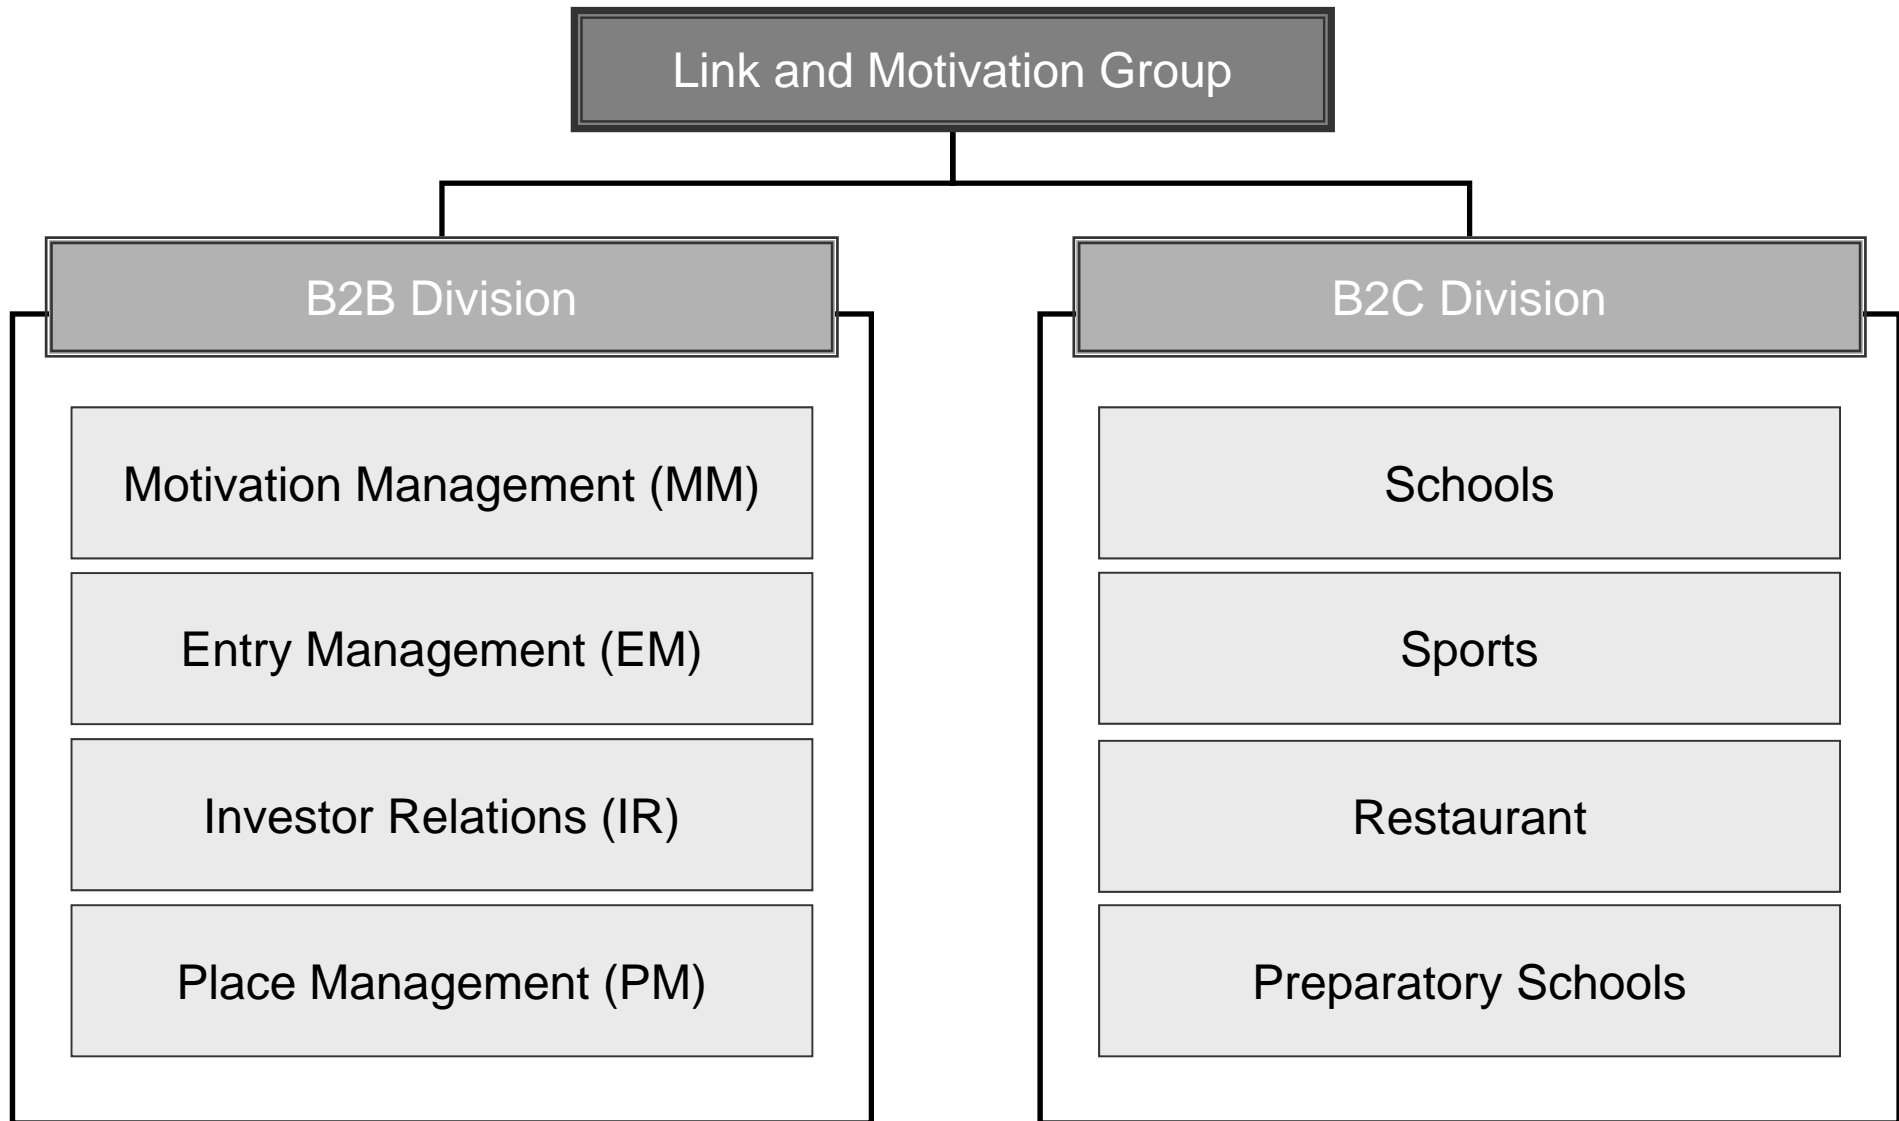 Link and Motivation Group
B2B Division
Motivation Management (MM)
Entry Management (EM)
Investor Relations (IR)
Place Management (PM)
B2C Division
Schools
Sports
Restaurant
Preparatory Schools